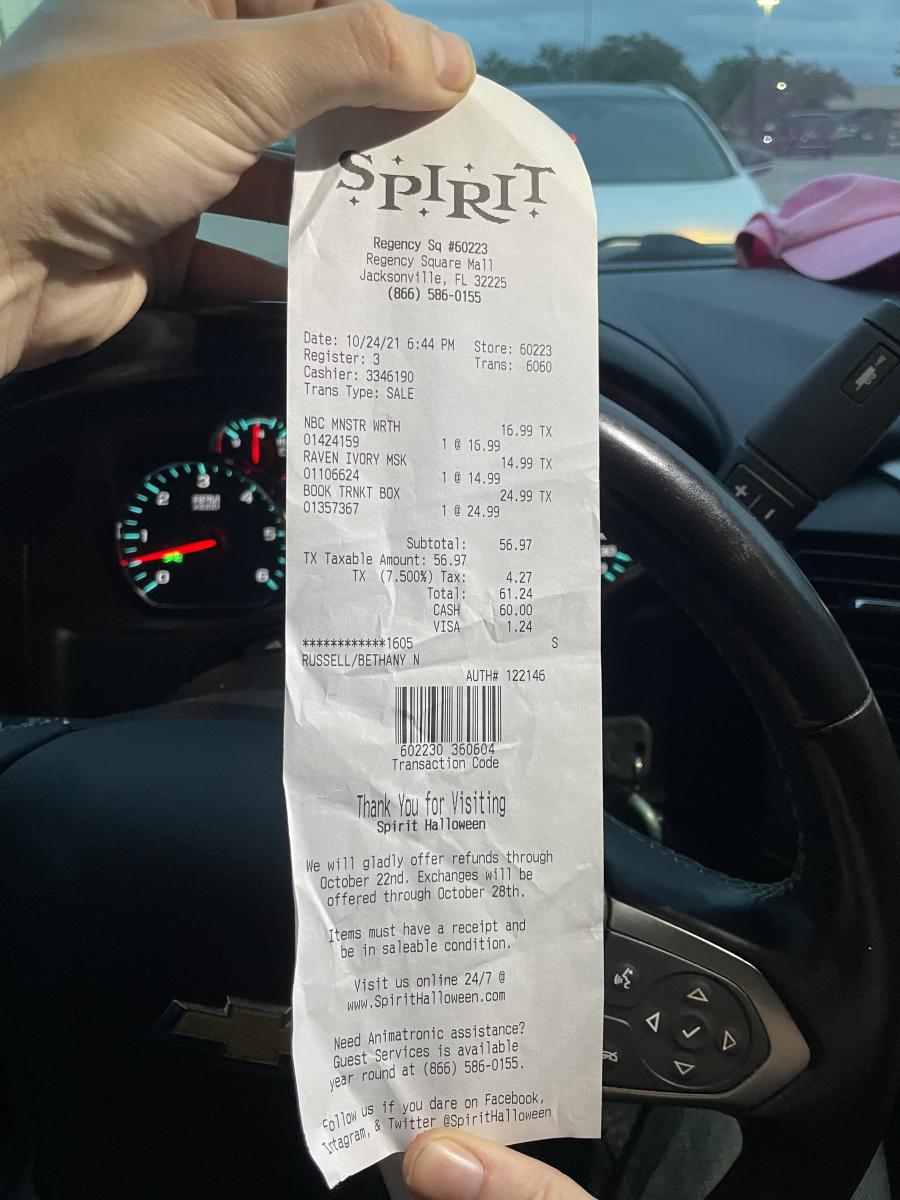 SPIRIT
Regency Sq #60223
Regency Square Mall
Jacksonville, FL 32225
(866) 586-0155
Date: 10/24/21 6:44 PM Store: 60223
Register: 3 Trans: 6060
Cashier: 3346190
Trans Type: SALE
NBC MNSTR WRTH 16.99 TX
01424159 1 @ 16.99
RAVEN IVORY MSK 14.99 TX
01106624 1 @ 14.99
BOOK TRNKT BOX 24.99 TX
01357367 1 @ 24.99
Subtotal: 56.97
TX Taxable Amount: 56.97
TX (7.500%) Tax: 4.27
Total: 61.24
CASH 60.00
VISA 1.24
************1605 S
RUSSELL/BETHANY N
AUTH# 122146
602230 360604
Transaction Code
Thank You for Visiting
Spirit Halloween
We will gladly offer refunds through
October 22nd. Exchanges will be
offered through October 28th.
Items must have a receipt and
be in saleable condition.
Visit us online 24/7 @
www.SpiritHalloween.com
Need Animatronic assistance?
Guest Services is available
year round at (866) 586-0155.
Follow us if you dare on Facebook,
Intagram, & Twitter @SpiritHalloween
0 1 2 3 4 5 6
RPM
+ -